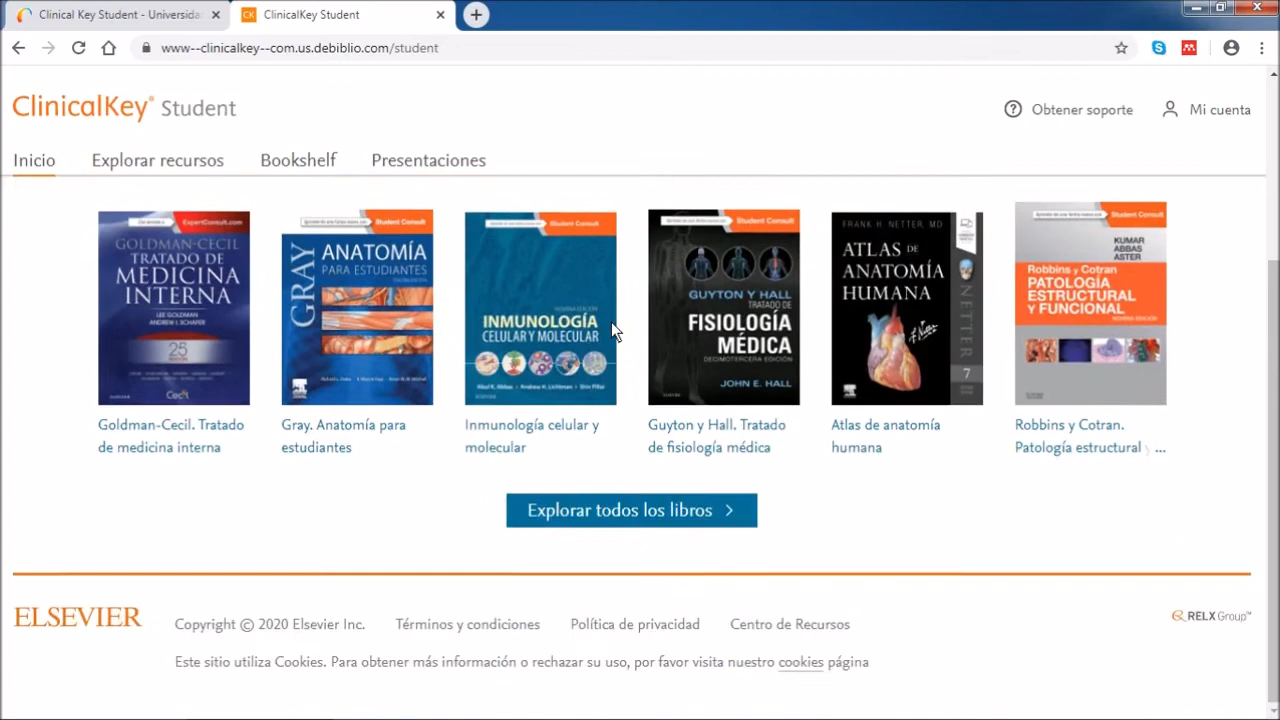 Clinical Key Student - Universida
CK ClinicalKey Student
www--clinicalkey--com.us.debiblio.com/student
ClinicalKey® Student
Obtener soporte
Mi cuenta
Inicio
Explorar recursos
Bookshelf
Presentaciones
ExpertConsult.com
GOLDMAN-CECIL
TRATADO DE
MEDICINA
INTERNA
LEE GOLDMAN
ANDREW I. SCHAFER
25
Cecil
Student Consult
GRAY
ANATOMÍA
PARA ESTUDIANTES
Student Consult
INMUNOLOGÍA
CELULAR Y MOLECULAR
Abul K. Abbas • Andrew H. Lichtman • Shiv Pillai
Student Consult
GUYTON Y HALL
TRATADO DE
FISIOLOGÍA
MÉDICA
DECIMOTERCERA EDICIÓN
JOHN E. HALL
FRANK H. NETTER, MD
ATLAS DE
ANATOMÍA
HUMANA
NETTER
7
Student Consult
KUMAR
ABBAS
ASTER
Robbins y Cotran
PATOLOGÍA
ESTRUCTURAL
Y FUNCIONAL
NOVENA EDICIÓN
Goldman-Cecil. Tratado
de medicina interna
Gray. Anatomía para
estudiantes
Inmunología celular y
molecular
Guyton y Hall. Tratado
de fisiología médica
Atlas de anatomía
humana
Robbins y Cotran.
Patología estructural y ...
Explorar todos los libros
ELSEVIER
Copyright © 2020 Elsevier Inc.
Términos y condiciones
Política de privacidad
Centro de Recursos
RELX Group™
Este sitio utiliza Cookies. Para obtener más información o rechazar su uso, por favor visita nuestro cookies página